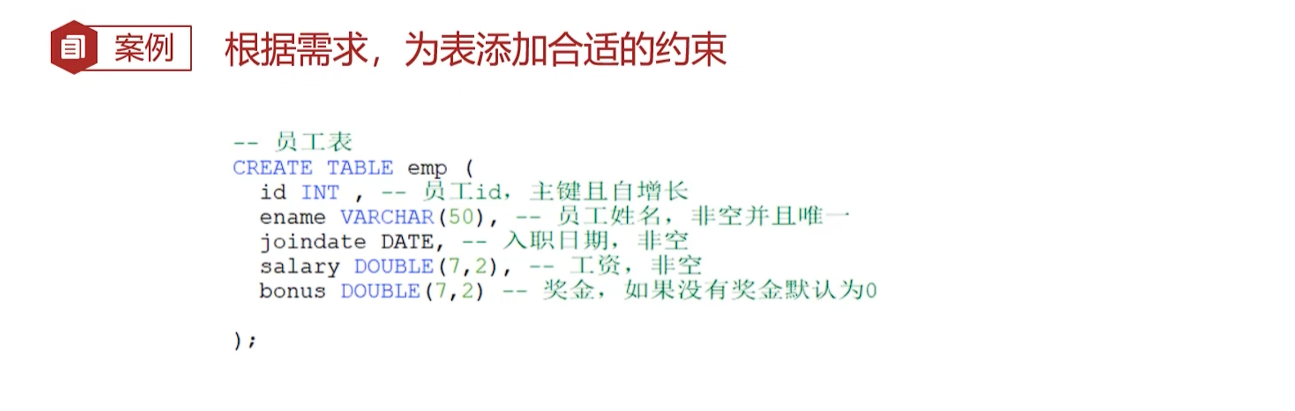 案例 根据需求，为表添加合适的约束
-- 员工表
CREATE TABLE emp (
id INT , -- 员工id，主键且自增长
ename VARCHAR(50), -- 员工姓名，非空并且唯一
joindate DATE, -- 入职日期，非空
salary DOUBLE(7,2), -- 工资，非空
bonus DOUBLE(7,2) -- 奖金，如果没有奖金默认为0
);